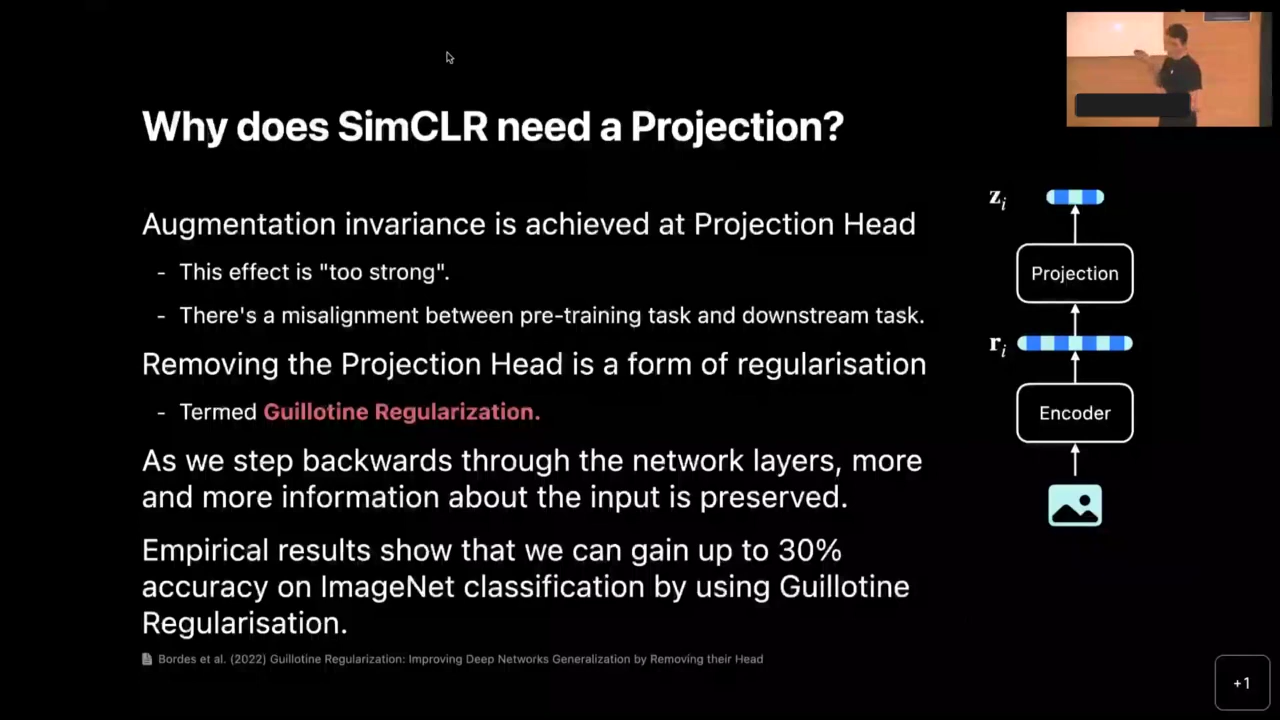 Why does SimCLR need a Projection?
Augmentation invariance is achieved at Projection Head
- This effect is "too strong".
- There's a misalignment between pre-training task and downstream task.
Removing the Projection Head is a form of regularisation
- Termed Guillotine Regularization.
As we step backwards through the network layers, more
and more information about the input is preserved.
Empirical results show that we can gain up to 30%
accuracy on ImageNet classification by using Guillotine
Regularisation.
Bordes et al. (2022) Guillotine Regularization: Improving Deep Networks Generalization by Removing their Head
zᵢ
Projection
rᵢ
Encoder
+1